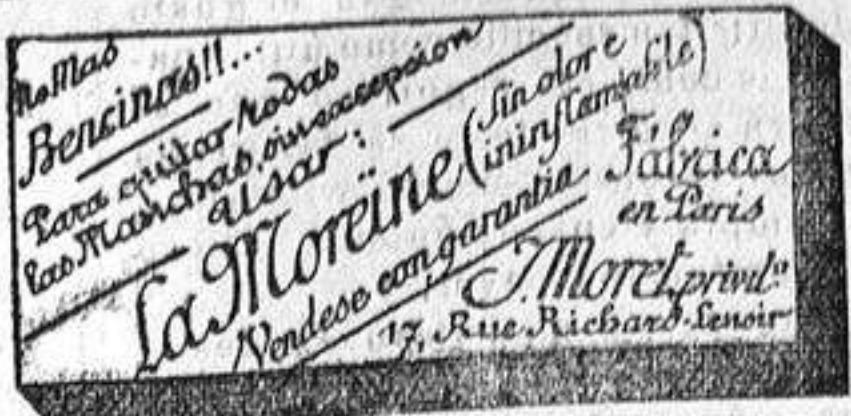 No Mas
Bencinas!!...
Para quitar todas
las Manchas, sin excepcion
Usar:
La Moreïne (Sin olor e
ininflamable)
Vendese con garantia
Fábrica
en Paris
J. Moret, privil.º
17, Rue-Richard-Lenoir